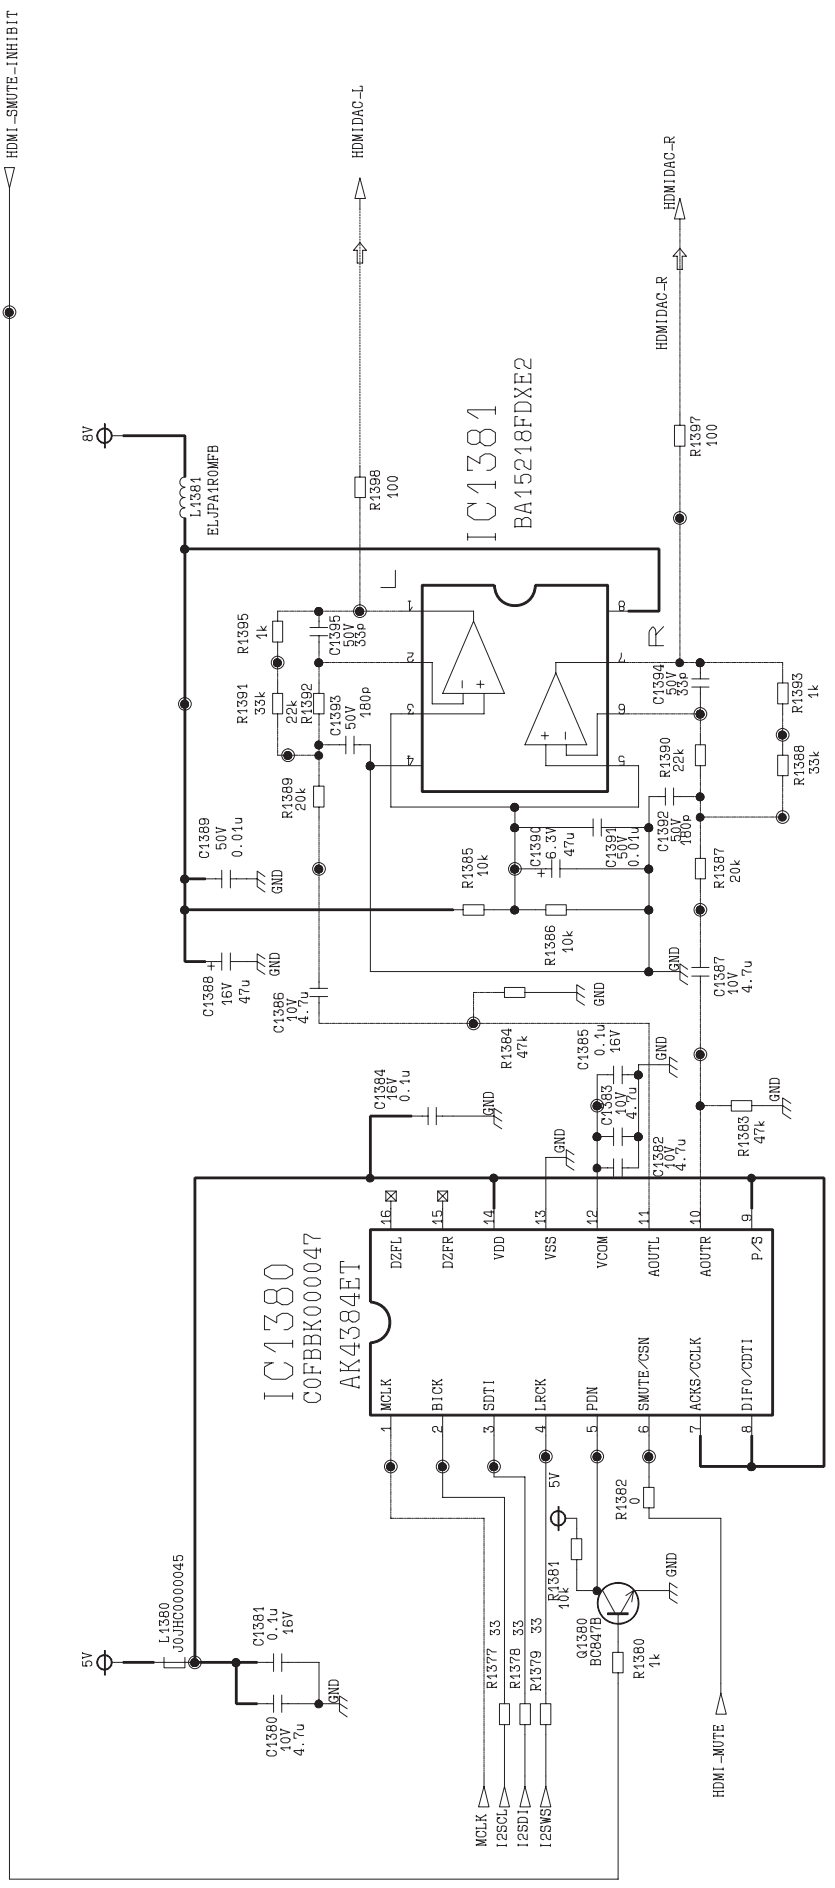 HDMI-SMUTE-INHIBIT
HDMIDAC-L
HDMIDAC-R
HDMIDAC-R
8V
L1381
ELJPA1R0MFB
R1398
100
IC1381
BA15218FDXE2
R1397
100
L
R
1
2
3
4
8
7
6
5
R1395
1k
C1395
50V
33p
R1391
33k
22k
R1392
C1393
50V
180p
R1389
20k
C1394
50V
33p
R1393
1k
R1390
22k
R1388
33k
C1392
50V
180p
R1387
20k
C1389
50V
0.01u
GND
C1388
16V
47u
GND
R1385
10k
C1390
6.3V
47u
C1391
50V
0.01u
R1386
10k
GND
C1387
10V
4.7u
C1386
10V
4.7u
R1384
47k
GND
C1385
0.1u
16V
C1384
16V
0.1u
GND
GND
C1383
10V
4.7u
C1382
10V
4.7u
GND
R1383
47k
GND
IC1380
C0FBBK000047
AK4384ET
16
15
14
13
12
11
10
9
DZFL
DZFR
VDD
VSS
VCOM
AOUTL
AOUTR
P/S
MCLK
BICK
SDTI
LRCK
PDN
SMUTE/CSN
ACKS/CCLK
DIF0/CDTI
1
2
3
4
5
6
7
8
5V
L1380
J0JHC0000045
C1381
0.1u
16V
C1380
10V
4.7u
GND
5V
R1381
10k
R1382
0
Q1380
BC847B
GND
R1380
1k
R1377 33
R1378 33
R1379 33
MCLK
I2SCL
I2SDI
I2SWS
HDMI-MUTE